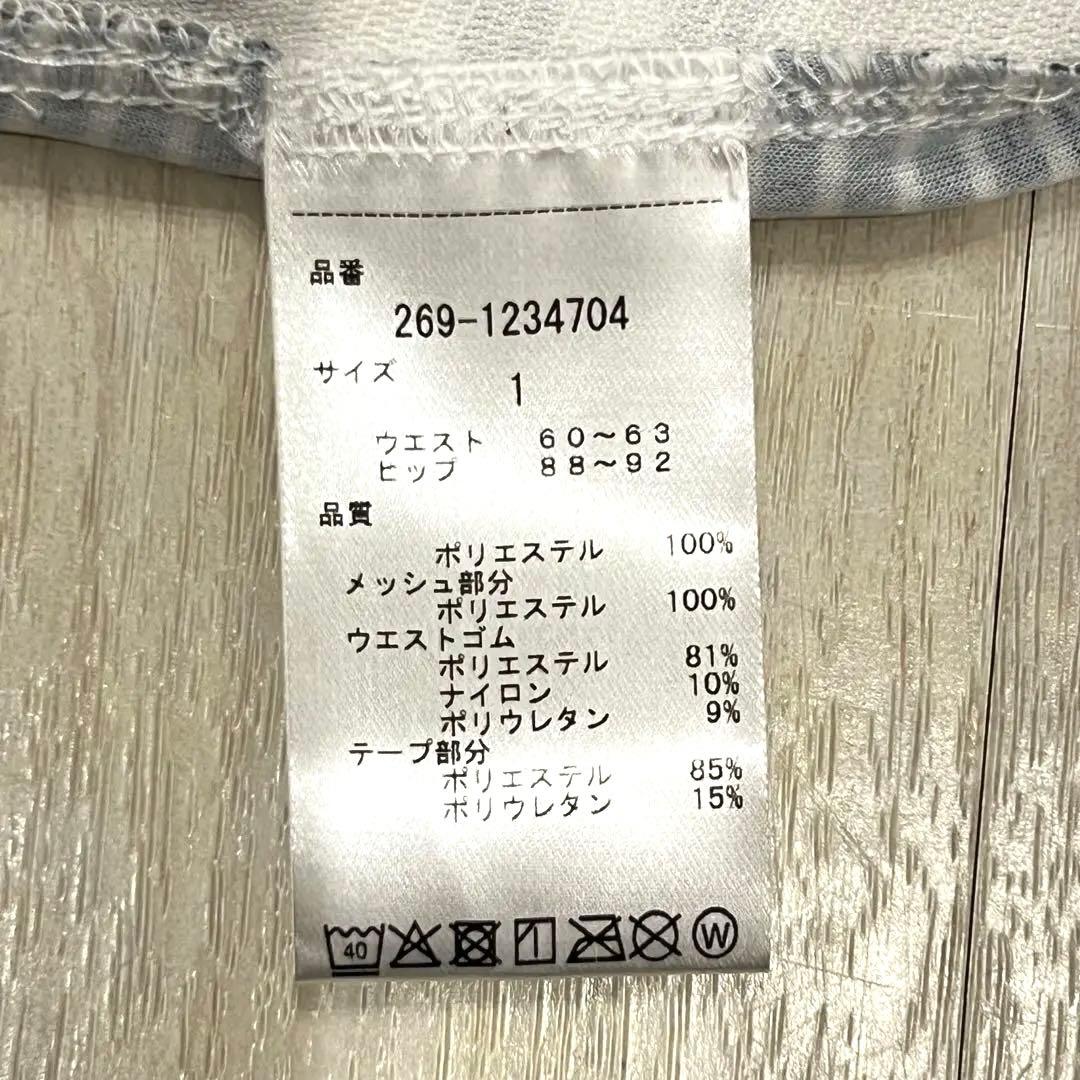 品番
269-1234704
サイズ
1
ウエスト 60~63
ヒップ 88~92
品質
ポリエステル 100%
メッシュ部分
ポリエステル 100%
ウエストゴム
ポリエステル 81%
ナイロン 10%
ポリウレタン 9%
テープ部分
ポリエステル 85%
ポリウレタン 15%
40 W